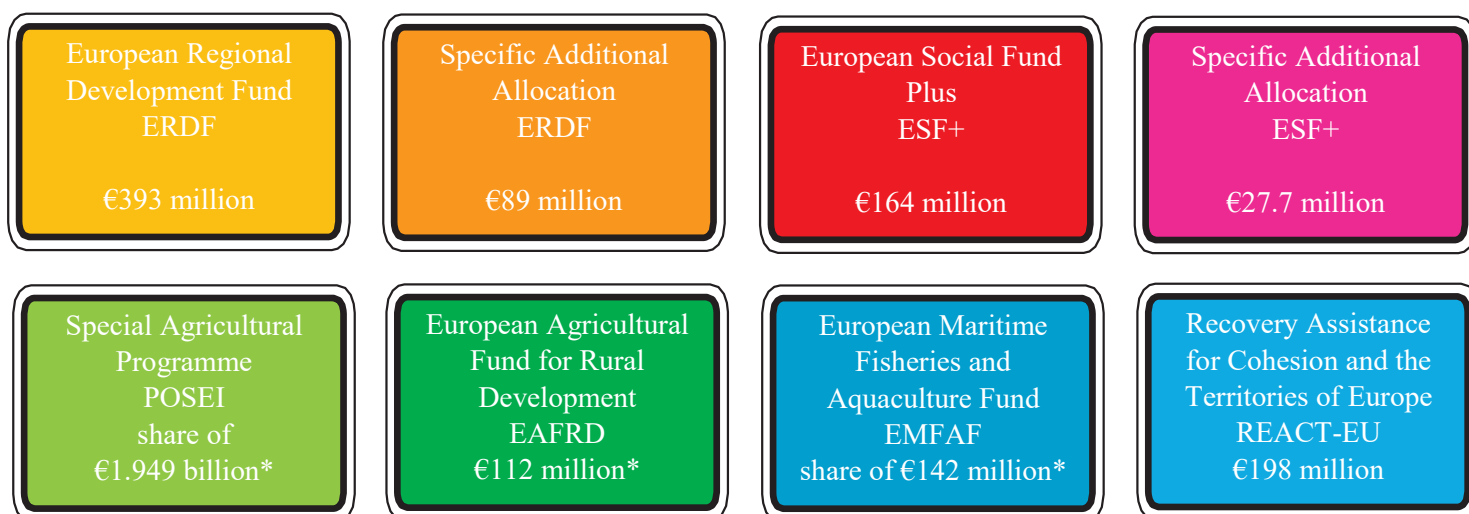 European Regional
Development Fund
ERDF
€393 million
Specific Additional
Allocation
ERDF
€89 million
European Social Fund
Plus
ESF+
€164 million
Specific Additional
Allocation
ESF+
€27.7 million
Special Agricultural
Programme
POSEI
share of
€1.949 billion*
European Agricultural
Fund for Rural
Development
EAFRD
€112 million*
European Maritime
Fisheries and
Aquaculture Fund
EMFAF
share of €142 million*
Recovery Assistance
for Cohesion and the
Territories of Europe
REACT-EU
€198 million